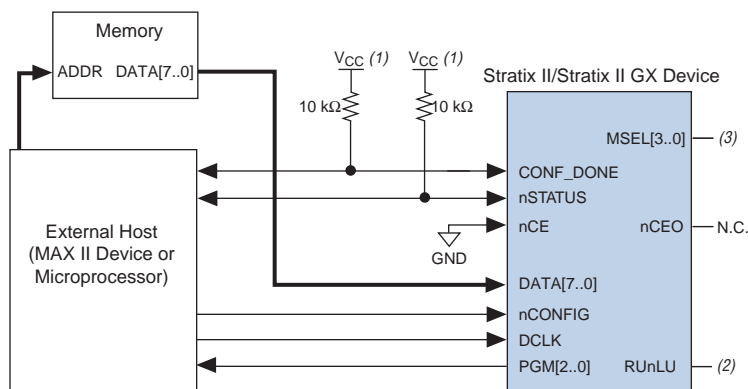 Memory
ADDR DATA[7..0]
VCC (1)
VCC (1)
10 kΩ
10 kΩ
Stratix II/Stratix II GX Device
MSEL[3..0]
(3)
CONF_DONE
nSTATUS
nCE
nCEO
N.C.
GND
External Host
(MAX II Device or
Microprocessor)
DATA[7..0]
nCONFIG
DCLK
PGM[2..0]
RUnLU
(2)